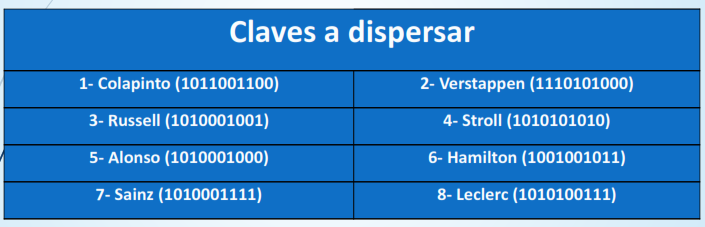 Claves a dispersar
1- Colapinto (1011001100)
2- Verstappen (1110101000)
3- Russell (1010001001)
4- Stroll (1010101010)
5- Alonso (1010001000)
6- Hamilton (1001001011)
7- Sainz (1010001111)
8- Leclerc (1010100111)